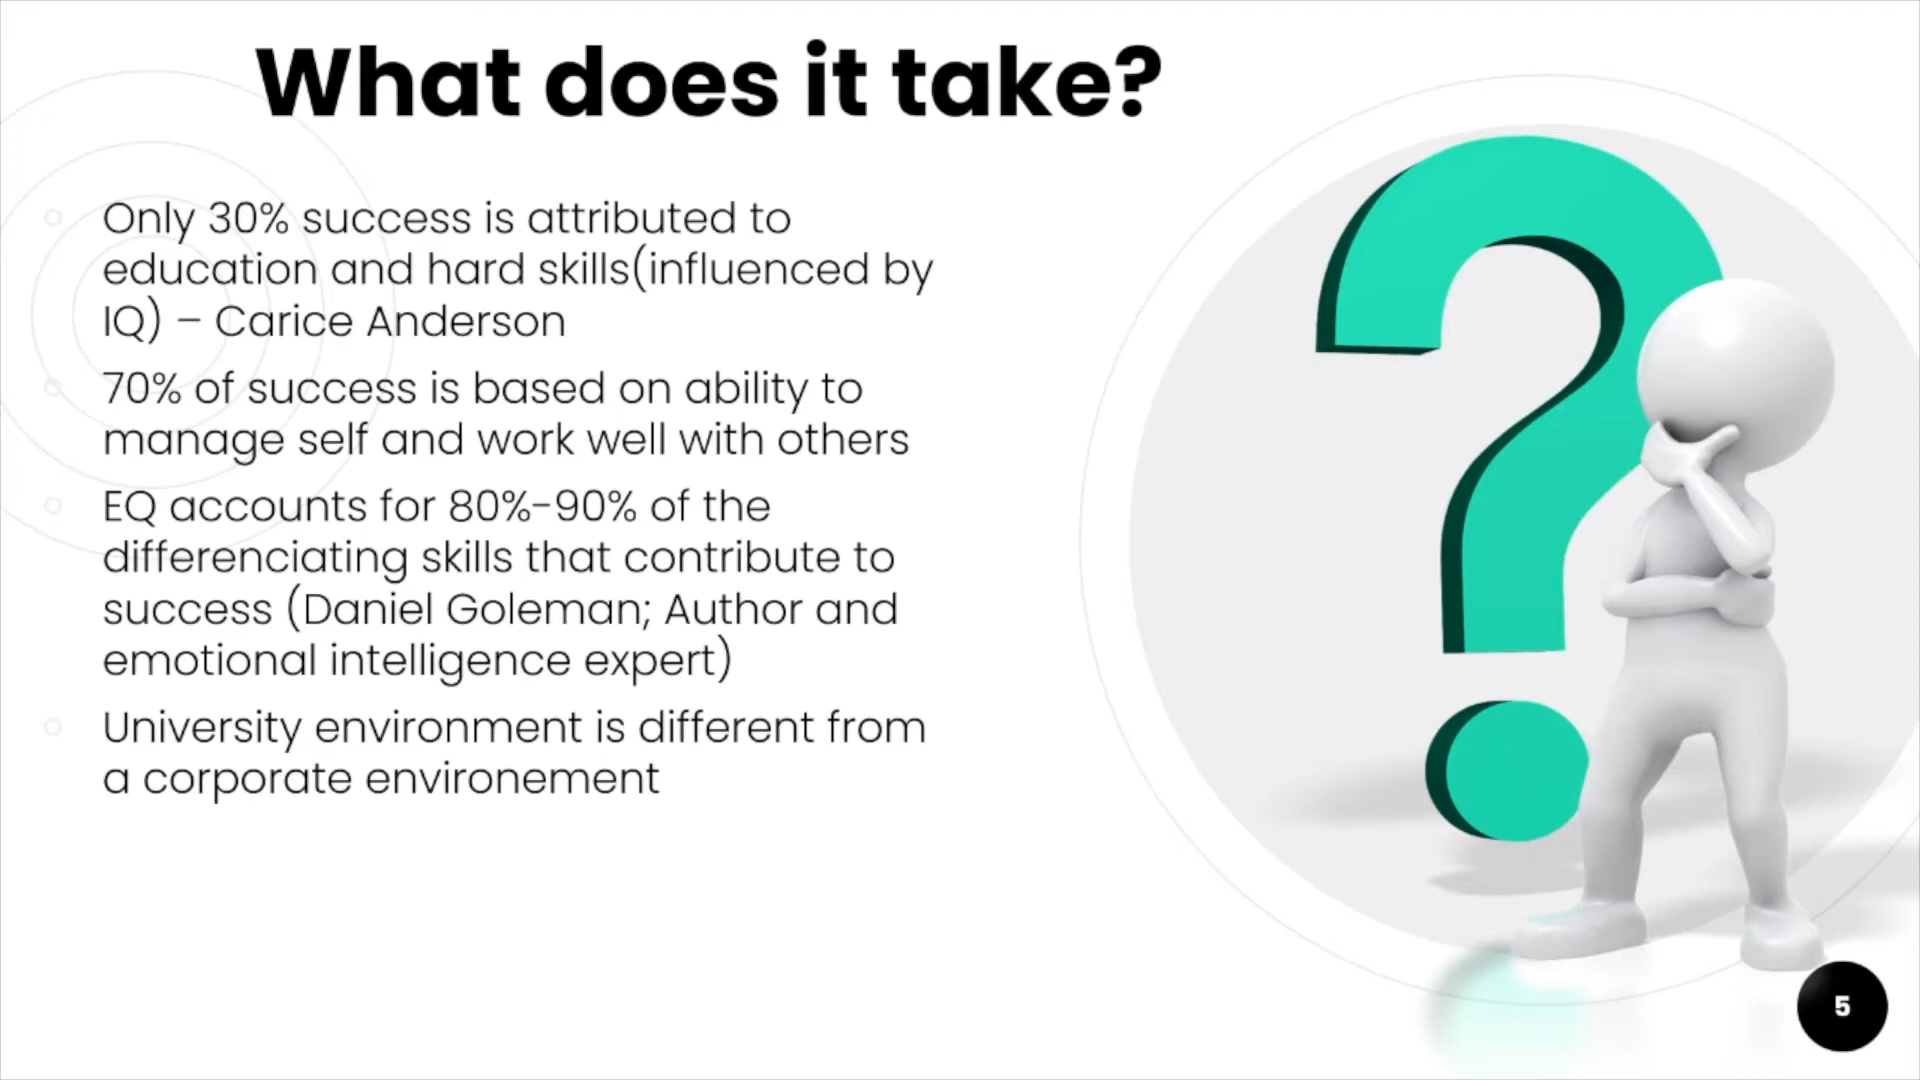 What does it take?
Only 30% success is attributed to
education and hard skills(influenced by
IQ) – Carice Anderson
70% of success is based on ability to
manage self and work well with others
EQ accounts for 80%-90% of the
differenciating skills that contribute to
success (Daniel Goleman; Author and
emotional intelligence expert)
University environment is different from
a corporate environement
5